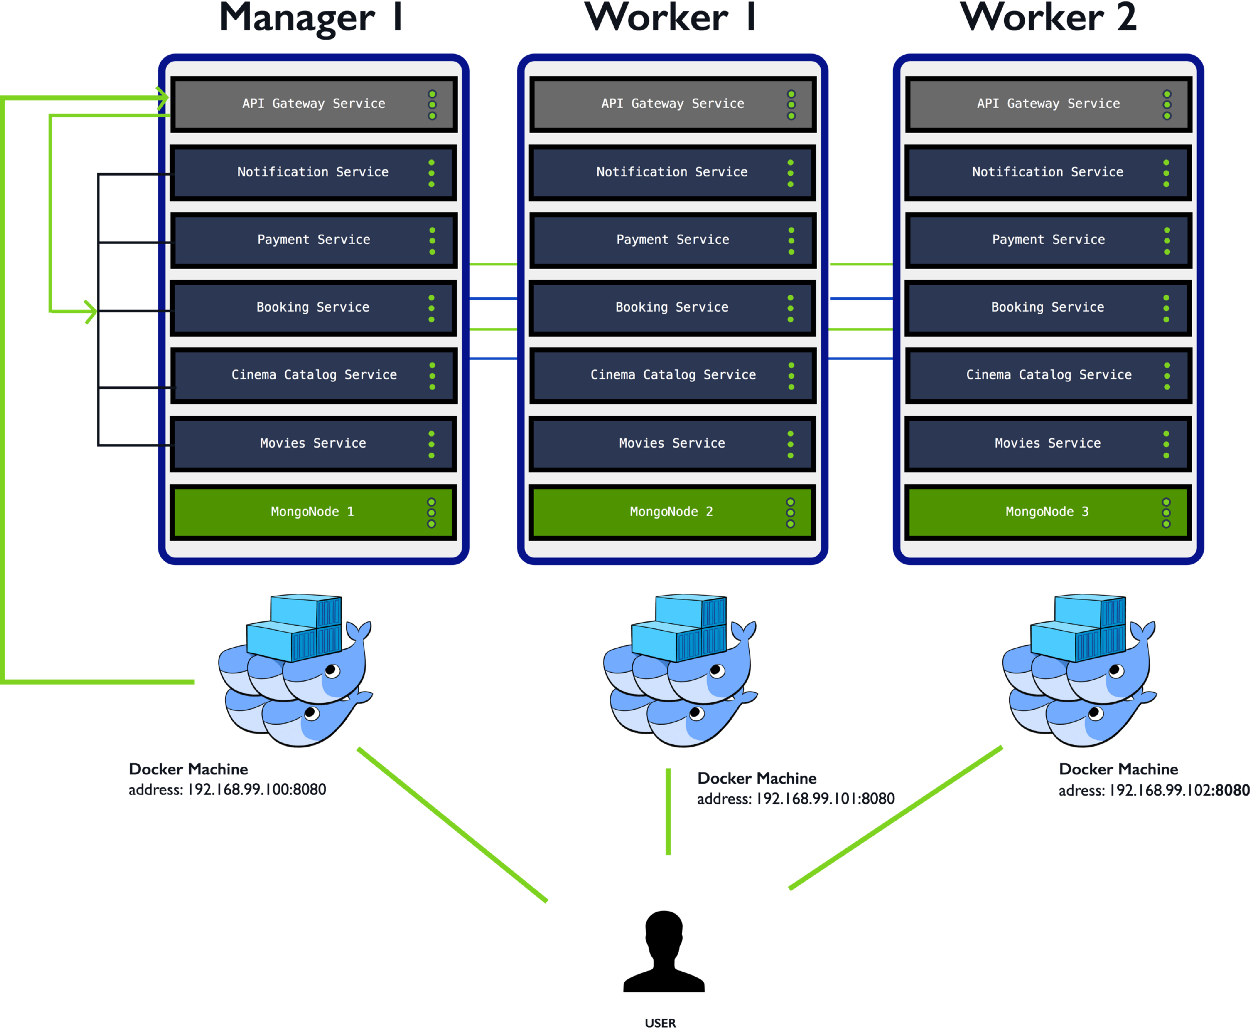 Manager 1
Worker 1
Worker 2
API Gateway Service
API Gateway Service
API Gateway Service
Notification Service
Notification Service
Notification Service
Payment Service
Payment Service
Payment Service
Booking Service
Booking Service
Booking Service
Cinema Catalog Service
Cinema Catalog Service
Cinema Catalog Service
Movies Service
Movies Service
Movies Service
MongoNode 1
MongoNode 2
MongoNode 3
Docker Machine
address: 192.168.99.100:8080
Docker Machine
address: 192.168.99.101:8080
Docker Machine
adress: 192.168.99.102:8080
USER